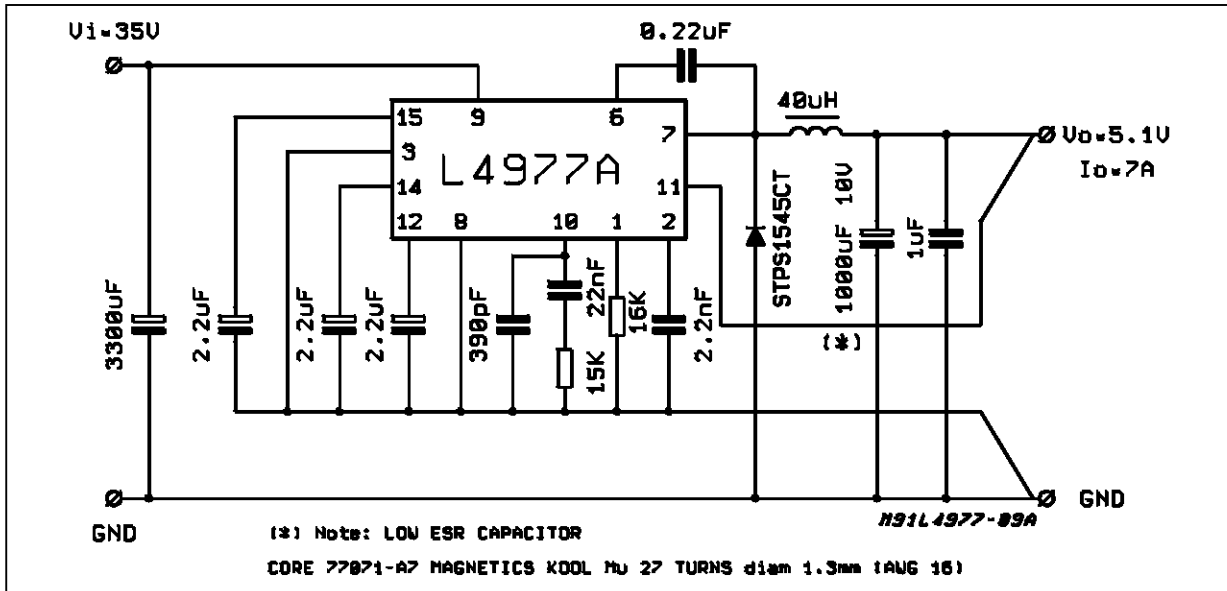 Vi=35V
0.22uF
40uH
15
9
6
7
3
L4977A
14
11
12
8
10
1
2
Vo=5.1V
Io=7A
3300uF
2.2uF
2.2uF
2.2uF
390pF
22nF
15K
16K
2.2nF
STPS1545CT
1000uF 10V
1uF
(*)
GND
GND
M91L4977-09A
(*) Note: LOW ESR CAPACITOR
CORE 77071-A7 MAGNETICS KOOL Mu 27 TURNS diam 1.3mm (AWG 16)